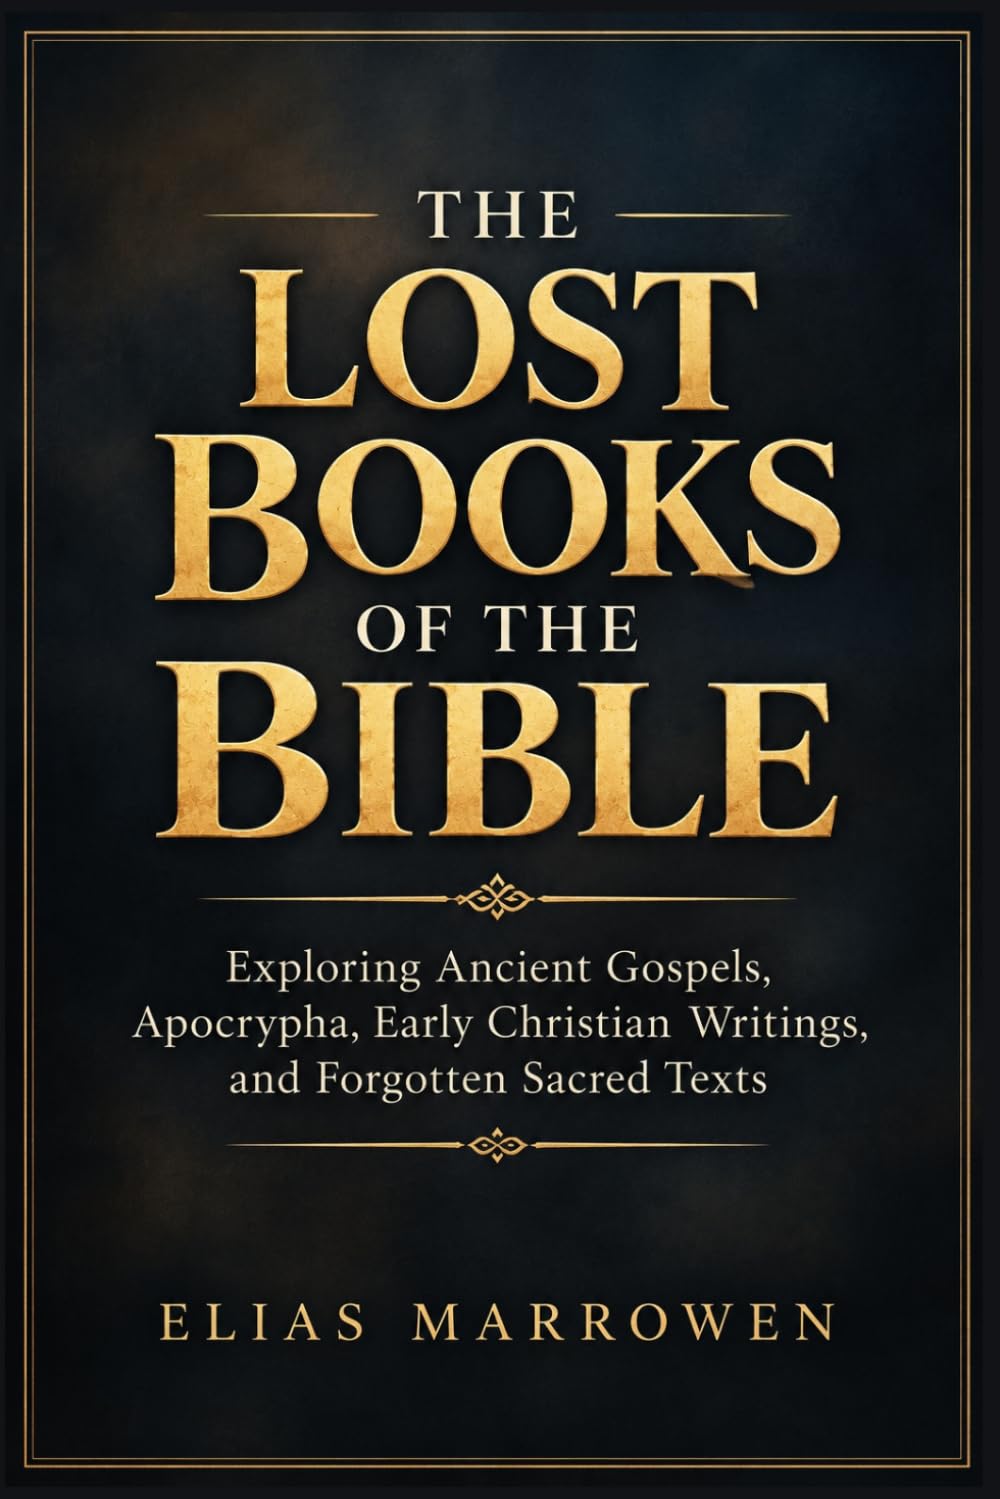 THE
LOST
BOOKS
OF THE
BIBLE
Exploring Ancient Gospels,
Apocrypha, Early Christian Writings,
and Forgotten Sacred Texts
ELIAS MARROWEN